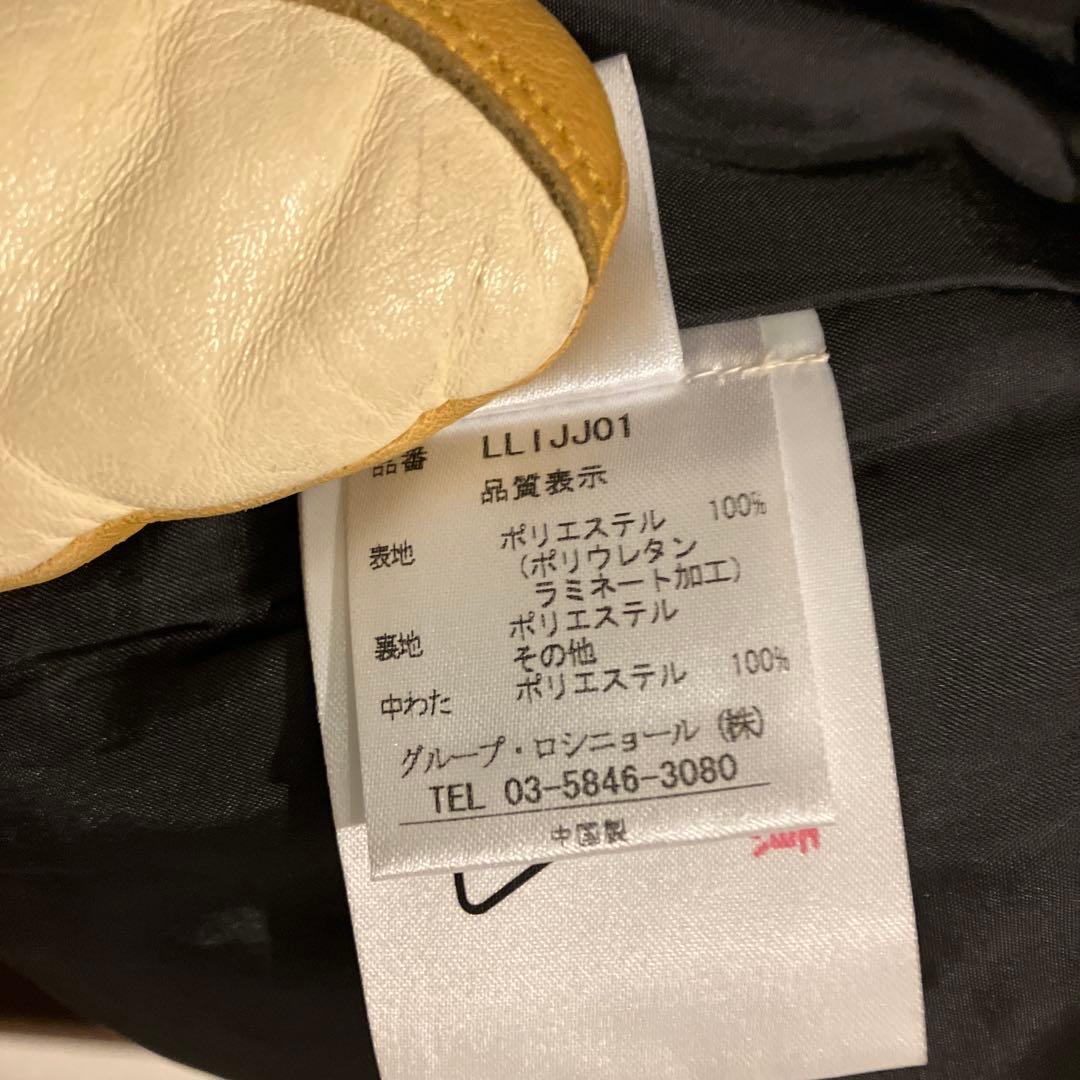 品番 LLIJJ01
品質表示
表地 ポリエステル 100%
(ポリウレタン
ラミネート加工)
裏地 ポリエステル
その他
中わた ポリエステル 100%
グループ・ロシニョール (株)
TEL 03-5846-3080
中国製